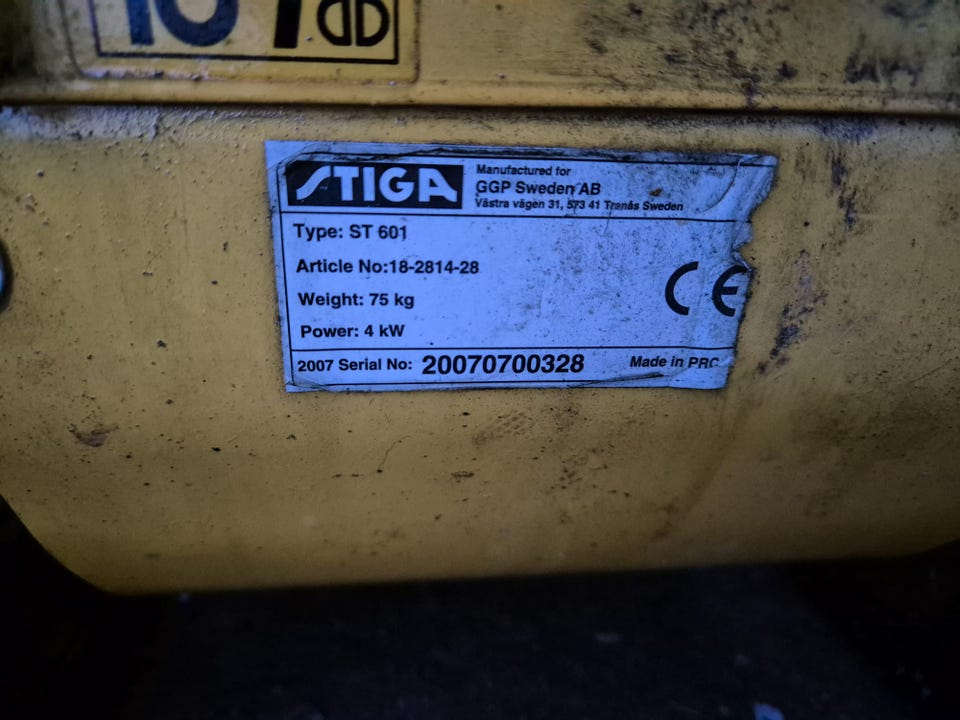 dB
STIGA
Manufactured for
GGP Sweden AB
Västra vägen 31, 573 41 Tranås Sweden
Type: ST 601
Article No:18-2814-28
Weight: 75 kg
CE
Power: 4 kW
2007 Serial No: 20070700328
Made in PRC